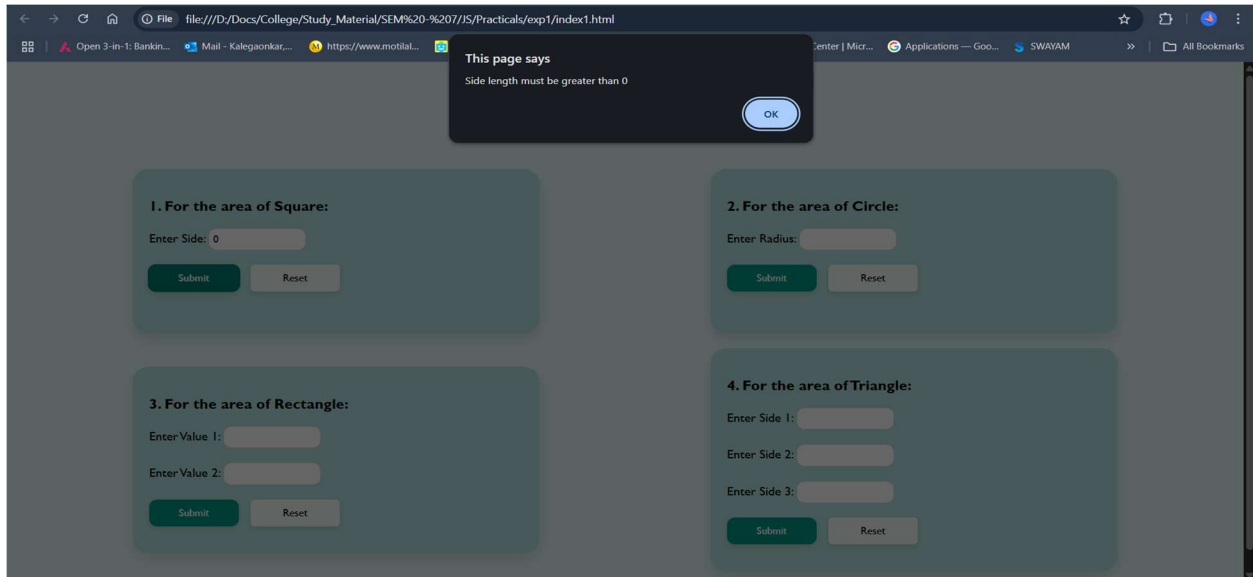 File file:///D:/Docs/College/Study_Material/SEM%20-%207/JS/Practicals/exp1/index1.html
Open 3-in-1: Bankin... Mail - Kalegaonkar,... https://www.motilal... Center | Micr... Applications — Goo... SWAYAM » All Bookmarks
This page says
Side length must be greater than 0
OK
1. For the area of Square:
Enter Side: 0
Submit Reset
2. For the area of Circle:
Enter Radius:
Submit Reset
3. For the area of Rectangle:
Enter Value 1:
Enter Value 2:
Submit Reset
4. For the area of Triangle:
Enter Side 1:
Enter Side 2:
Enter Side 3:
Submit Reset